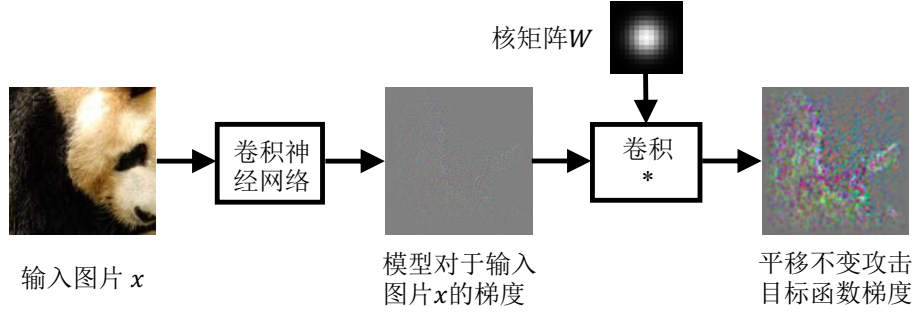 核矩阵W
卷积神
经网络
卷积
*
输入图片 x
模型对于输入
图片x的梯度
平移不变攻击
目标函数梯度